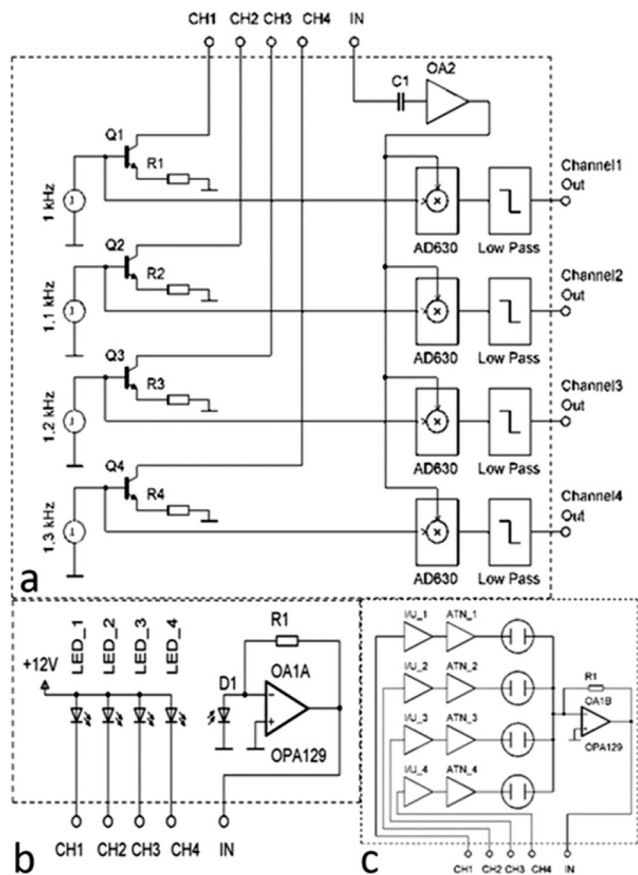 CH1 CH2 CH3 CH4 IN
C1 OA2
Q1
R1
1 kHz
Channel1
Out
AD630 Low Pass
Q2
R2
1,1 kHz
Channel2
Out
AD630 Low Pass
Q3
R3
1,2 kHz
Channel3
Out
AD630 Low Pass
Q4
R4
1,3 kHz
Channel4
Out
AD630 Low Pass
a
LED_1
LED_2
LED_3
LED_4
+12V
R1
D1
OA1A
-
+
OPA129
CH1 CH2 CH3 CH4 IN
b
I/U_1 ATN_1
I/U_2 ATN_2
I/U_3 ATN_3
I/U_4 ATN_4
R1
OA1B
-
+
OPA129
CH1 CH2 CH3 CH4 IN
c